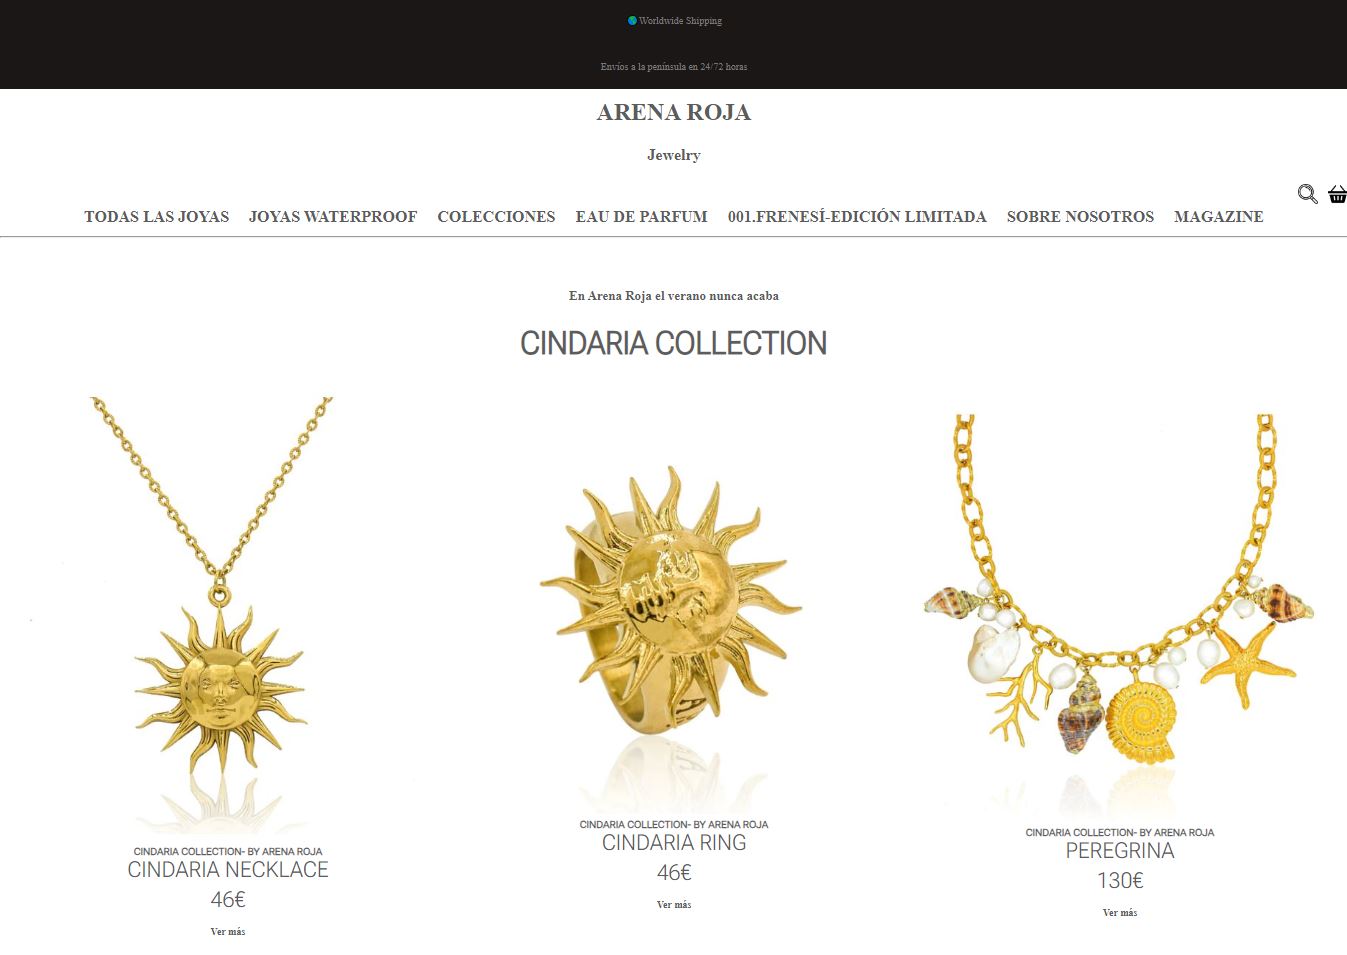 Worldwide Shipping
Envíos a la península en 24/72 horas
ARENA ROJA
Jewelry
TODAS LAS JOYAS JOYAS WATERPROOF COLECCIONES EAU DE PARFUM 001.FRENESÍ-EDICIÓN LIMITADA SOBRE NOSOTROS MAGAZINE
En Arena Roja el verano nunca acaba
CINDARIA COLLECTION
CINDARIA COLLECTION- BY ARENA ROJA
CINDARIA NECKLACE
46€
Ver más
CINDARIA COLLECTION- BY ARENA ROJA
CINDARIA RING
46€
Ver más
CINDARIA COLLECTION- BY ARENA ROJA
PEREGRINA
130€
Ver más